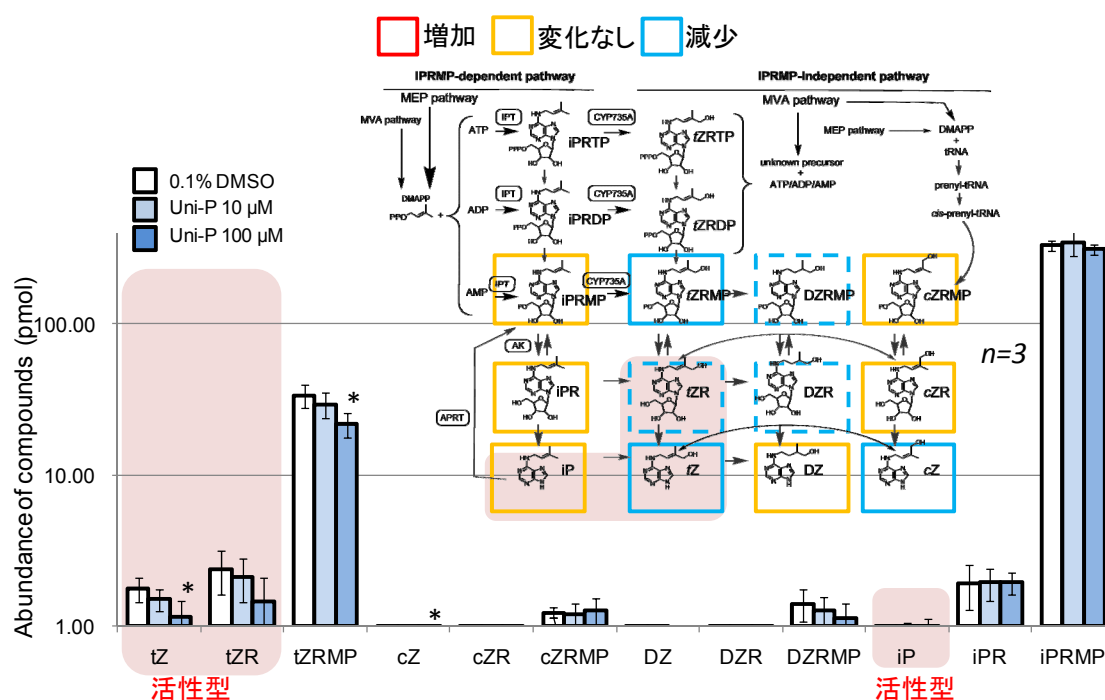 増加 変化なし 減少
IPRMP-dependent pathway
IPRMP-Independent pathway
MEP pathway
MVA pathway
MVA pathway
MEP pathway
DMAPP
+
tRNA
ATP
IPT
iPRTP
CYP735A
tZRTP
unknown precursor
+
ATP/ADP/AMP
prenyl-tRNA
cis-prenyl-tRNA
DMAPP
PPO
+
ADP
IPT
iPRDP
CYP735A
tZRDP
AMP
IPT
iPRMP
CYP735A
tZRMP
DZRMP
cZRMP
AK
iPR
tZR
DZR
cZR
APRT
iP
tZ
DZ
cZ
0.1% DMSO
Uni-P 10 μM
Uni-P 100 μM
n=3
Abundance of compounds (pmol)
100.00
10.00
1.00
*
*
*
tZ tZR tZRMP cZ cZR cZRMP DZ DZR DZRMP iP iPR iPRMP
活性型 活性型